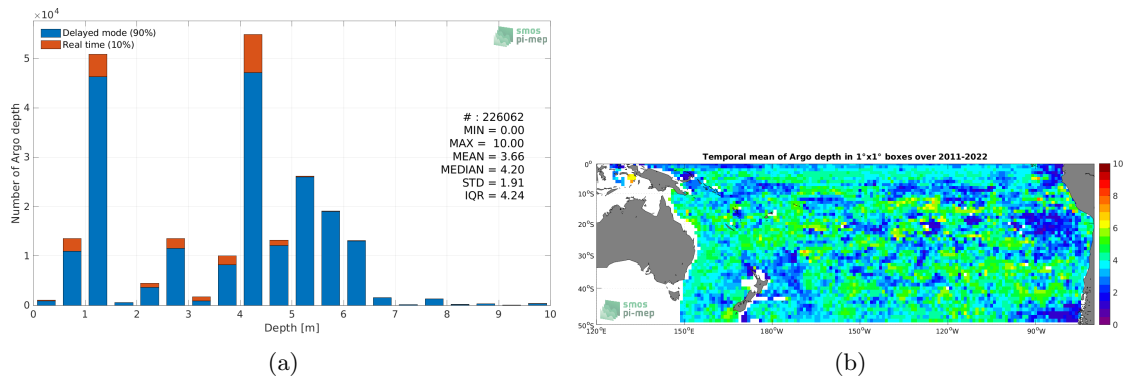 ×10⁴
Delayed mode (90%)
Real time (10%)
smos
pi-mep
5
4
3
2
1
0
Number of Argo depth
# : 226062
MIN = 0.00
MAX = 10.00
MEAN = 3.66
MEDIAN = 4.20
STD = 1.91
IQR = 4.24
0 1 2 3 4 5 6 7 8 9 10
Depth [m]
(a)
Temporal mean of Argo depth in 1°x1° boxes over 2011-2022
0°
10°S
20°S
30°S
40°S
50°S
120°E 150°E 180°W 150°W 120°W 90°W
smos
pi-mep
10
8
6
4
2
0
(b)